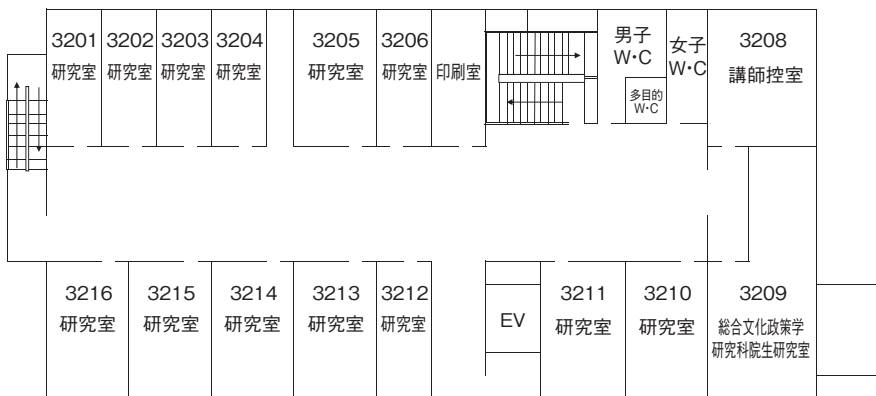 3201
研究室
3202
研究室
3203
研究室
3204
研究室
3205
研究室
3206
研究室
印刷室
男子
W・C
多目的
W・C
女子
W・C
3208
講師控室
3216
研究室
3215
研究室
3214
研究室
3213
研究室
3212
研究室
EV
3211
研究室
3210
研究室
3209
総合文化政策学
研究科院生研究室